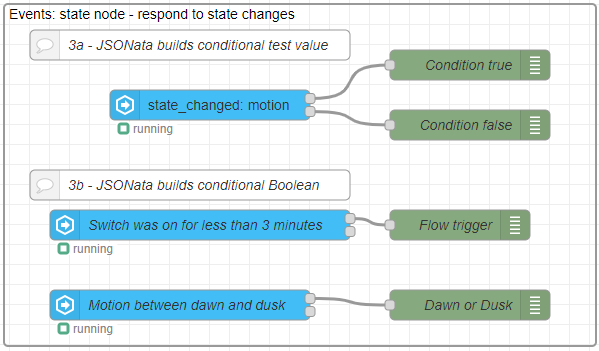 Events: state node - respond to state changes
3a - JSONata builds conditional test value
Condition true
state_changed: motion
running
Condition false
3b - JSONata builds conditional Boolean
Switch was on for less than 3 minutes
Flow trigger
running
Motion between dawn and dusk
Dawn or Dusk
running